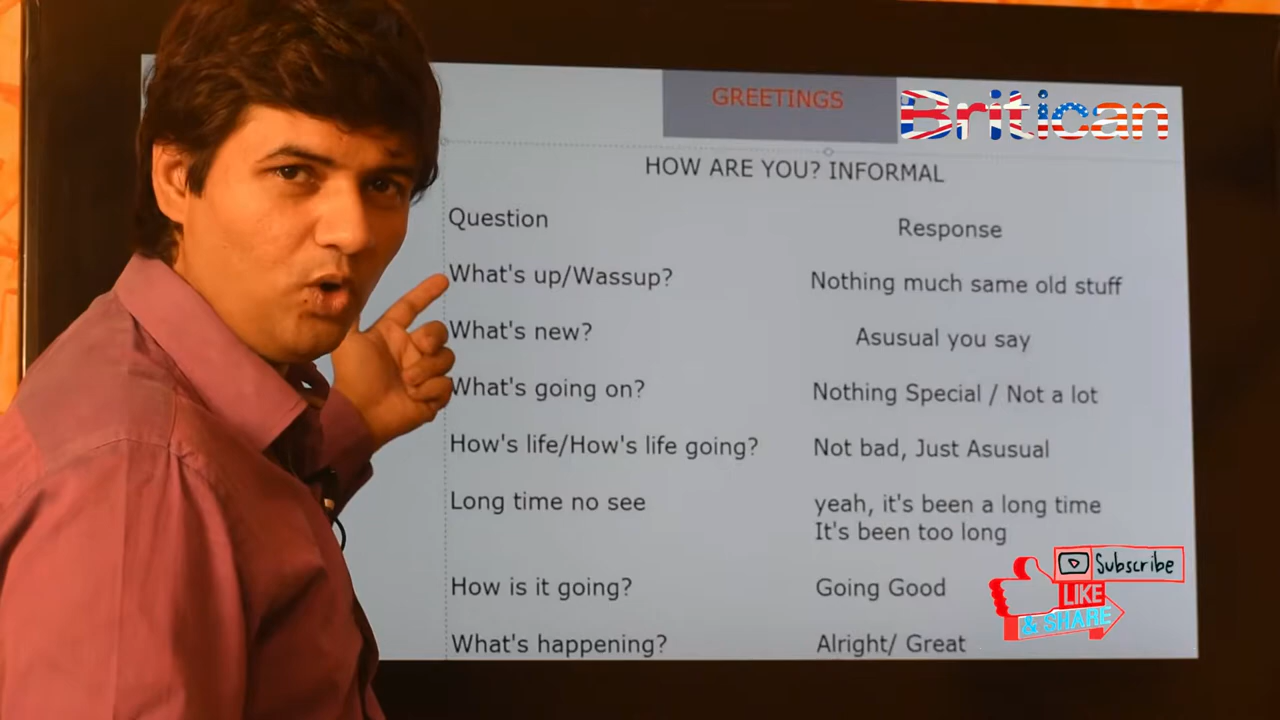 GREETINGS
Britican
HOW ARE YOU? INFORMAL
Question Response
What's up/Wassup? Nothing much same old stuff
What's new? Asusual you say
What's going on? Nothing Special / Not a lot
How's life/How's life going? Not bad, Just Asusual
Long time no see yeah, it's been a long time
It's been too long
How is it going? Going Good
What's happening? Alright/ Great
Subscribe
LIKE
& SHARE